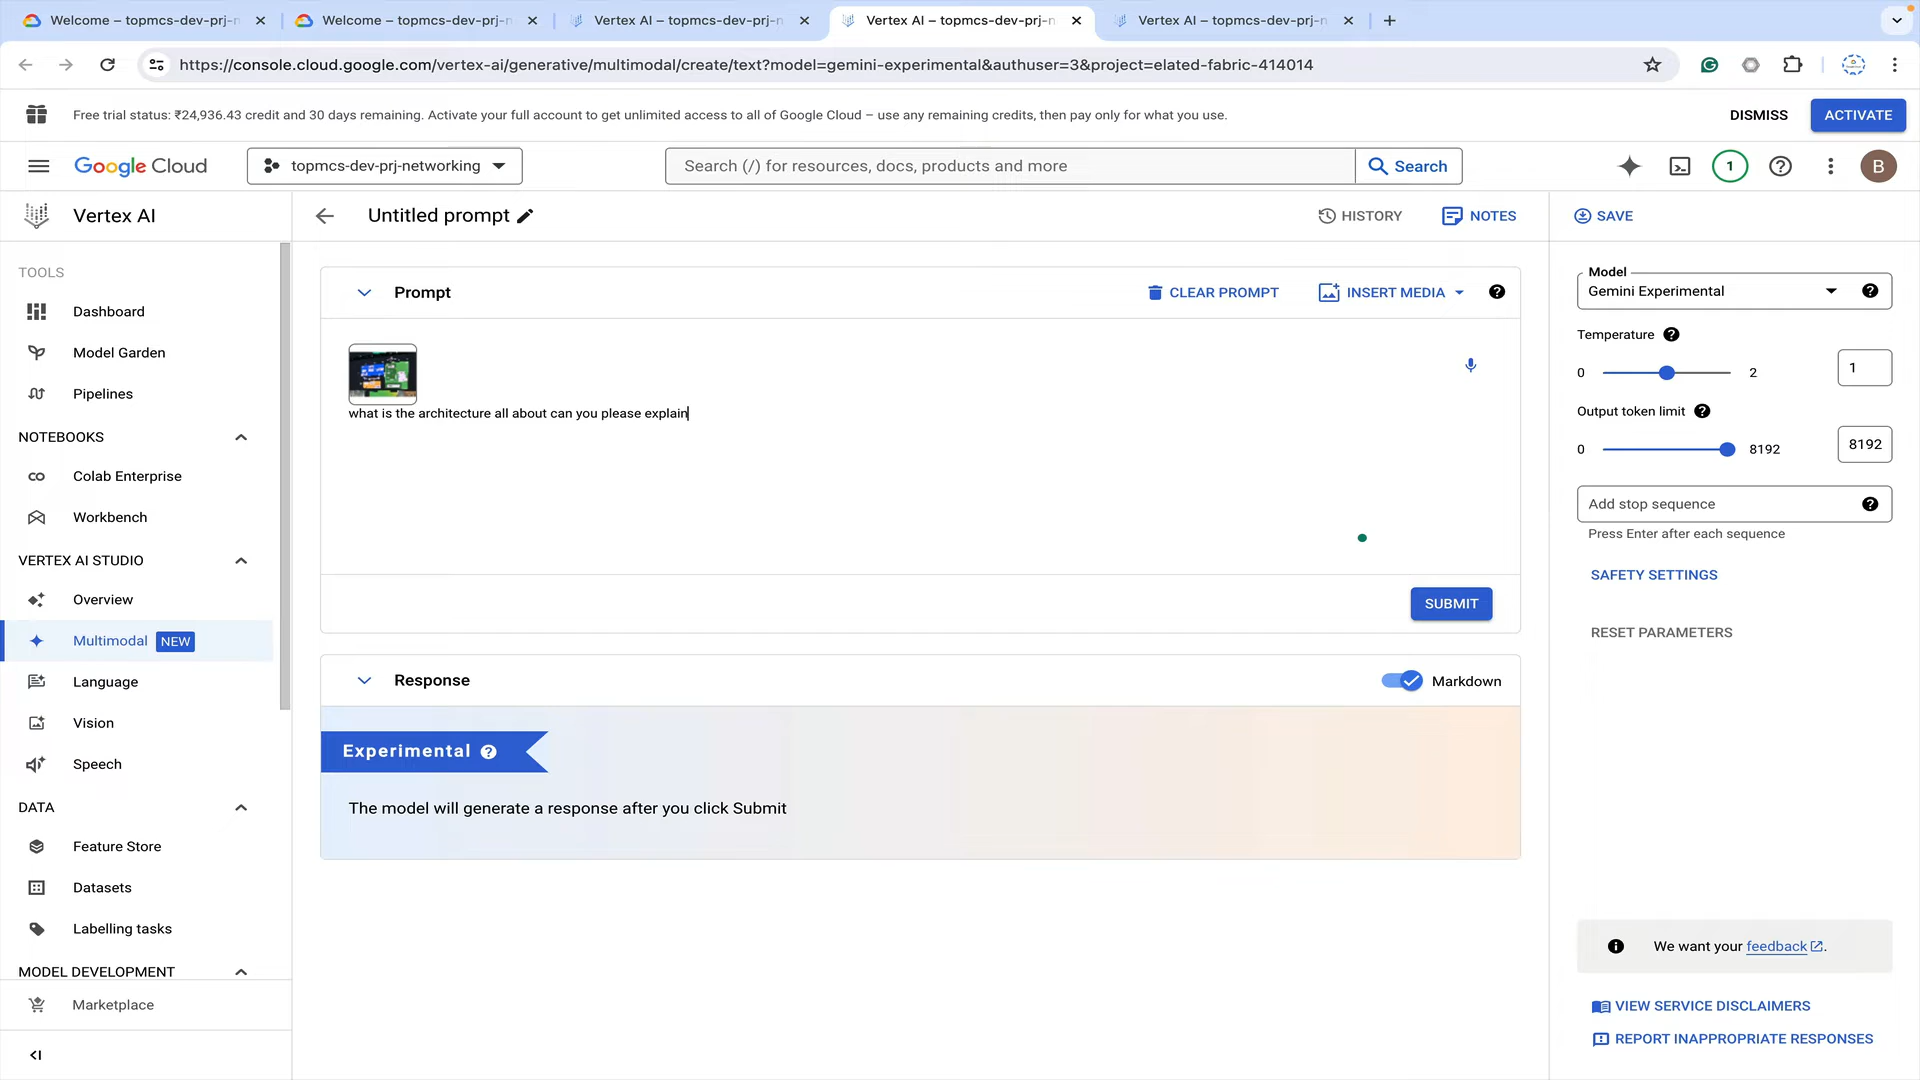 Welcome – topmcs-dev-prj-n
Welcome – topmcs-dev-prj-n
Vertex AI – topmcs-dev-prj-n
Vertex AI – topmcs-dev-prj-n
Vertex AI – topmcs-dev-prj-n
https://console.cloud.google.com/vertex-ai/generative/multimodal/create/text?model=gemini-experimental&authuser=3&project=elated-fabric-414014
Free trial status: ₹24,936.43 credit and 30 days remaining. Activate your full account to get unlimited access to all of Google Cloud – use any remaining credits, then pay only for what you use.
DISMISS
ACTIVATE
Google Cloud
topmcs-dev-prj-networking
Search (/) for resources, docs, products and more
Search
1
B
Vertex AI
Untitled prompt
HISTORY
NOTES
SAVE
TOOLS
Dashboard
Model Garden
Pipelines
NOTEBOOKS
Colab Enterprise
Workbench
VERTEX AI STUDIO
Overview
Multimodal NEW
Language
Vision
Speech
DATA
Feature Store
Datasets
Labelling tasks
MODEL DEVELOPMENT
Marketplace
Prompt
CLEAR PROMPT
INSERT MEDIA
what is the architecture all about can you please explain
SUBMIT
Response
Markdown
Experimental
The model will generate a response after you click Submit
Model
Gemini Experimental
Temperature
0
2
1
Output token limit
0
8192
8192
Add stop sequence
Press Enter after each sequence
SAFETY SETTINGS
RESET PARAMETERS
We want your feedback.
VIEW SERVICE DISCLAIMERS
REPORT INAPPROPRIATE RESPONSES